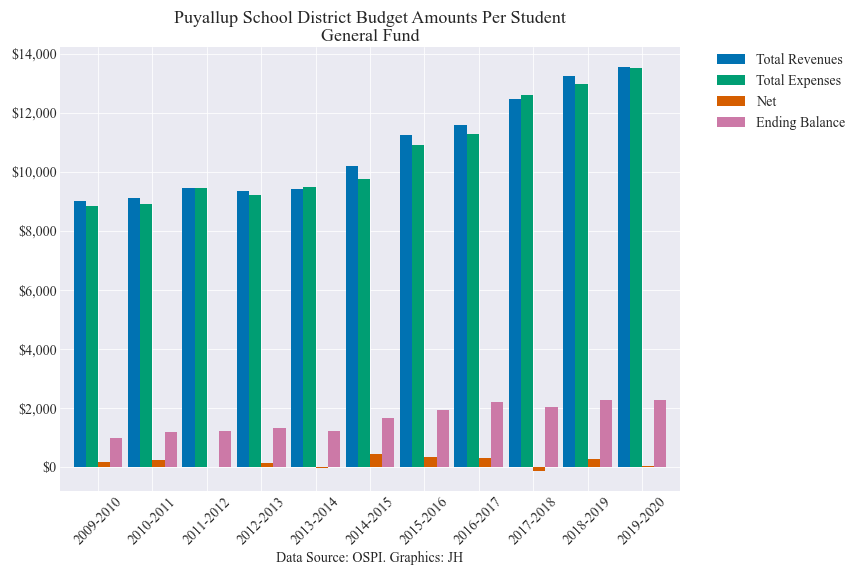 Puyallup School District Budget Amounts Per Student
General Fund
Total Revenues
Total Expenses
Net
Ending Balance
$14,000
$12,000
$10,000
$8,000
$6,000
$4,000
$2,000
$0
2009-2010
2010-2011
2011-2012
2012-2013
2013-2014
2014-2015
2015-2016
2016-2017
2017-2018
2018-2019
2019-2020
Data Source: OSPI. Graphics: JH